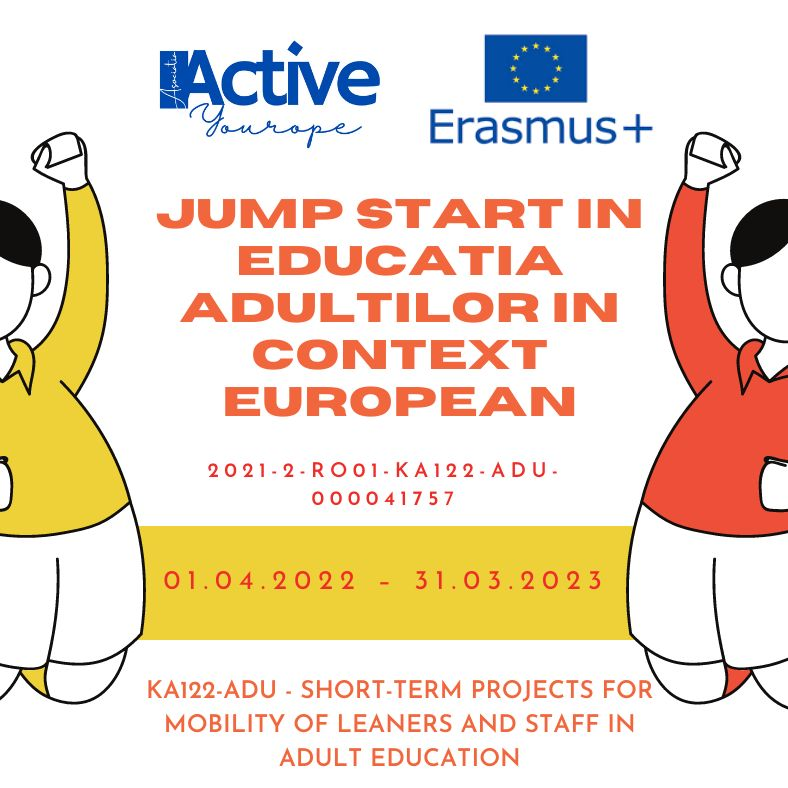 Asociatia
Active
Yourope
Erasmus+
JUMP START IN
EDUCATIA
ADULTILOR IN
CONTEXT
EUROPEAN
2021-2-RO01-KA122-ADU-
000041757
01.04.2022 – 31.03.2023
KA122-ADU - SHORT-TERM PROJECTS FOR
MOBILITY OF LEANERS AND STAFF IN
ADULT EDUCATION